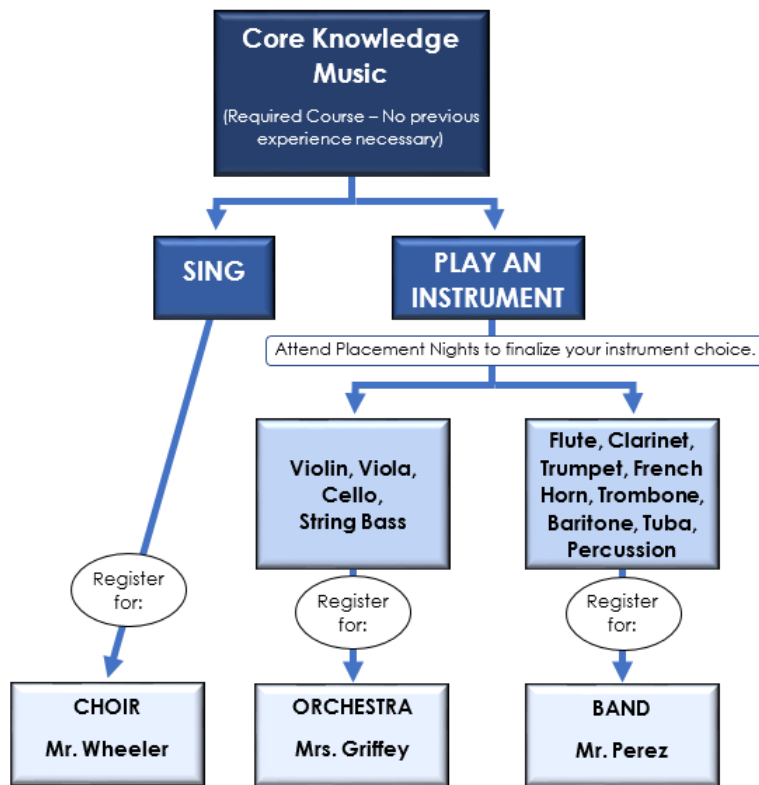 Core Knowledge
Music
(Required Course – No previous
experience necessary)
SING
PLAY AN
INSTRUMENT
Attend Placement Nights to finalize your instrument choice.
Violin, Viola,
Cello,
String Bass
Flute, Clarinet,
Trumpet, French
Horn, Trombone,
Baritone, Tuba,
Percussion
Register
for:
Register
for:
Register
for:
CHOIR
Mr. Wheeler
ORCHESTRA
Mrs. Griffey
BAND
Mr. Perez